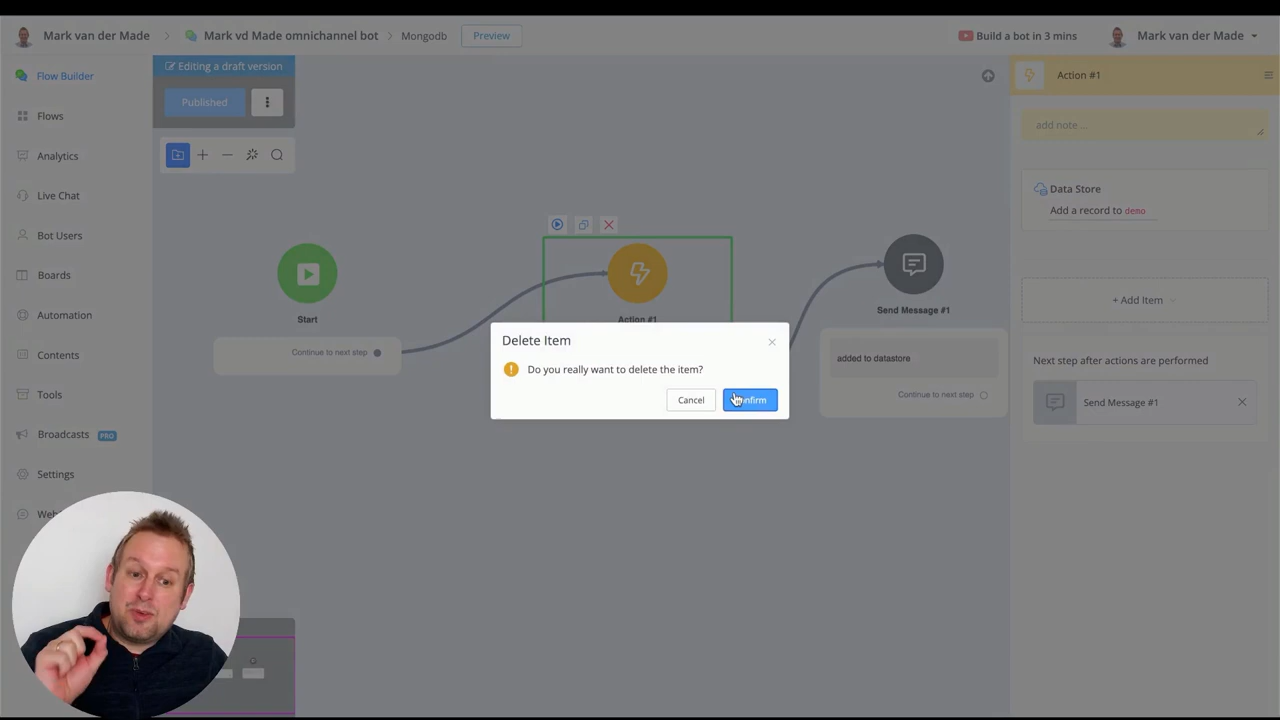 Mark van der Made
Mark vd Made omnichannel bot
Mongodb
Preview
Build a bot in 3 mins
Mark van der Made
Flow Builder
Flows
Analytics
Live Chat
Bot Users
Boards
Automation
Contents
Tools
Broadcasts PRO
Settings
Editing a draft version
Published
Start
Continue to next step
Action #1
Send Message #1
added to datastore
Continue to next step
Delete Item
Do you really want to delete the item?
Cancel
Action #1
add note ...
Data Store
Add a record to demo
+ Add Item
Next step after actions are performed
Send Message #1